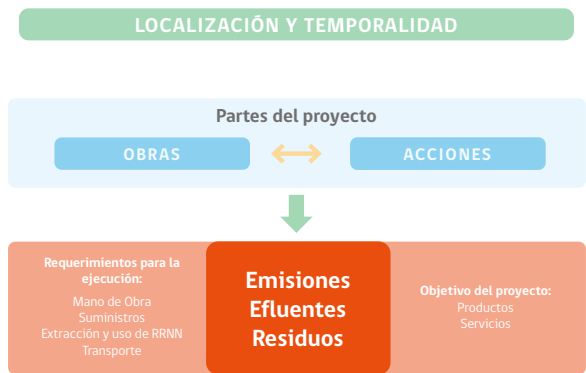 LOCALIZACIÓN Y TEMPORALIDAD
Partes del proyecto
OBRAS
ACCIONES
Requerimientos para la
ejecución:
Mano de Obra
Suministros
Extracción y uso de RRNN
Transporte
Emisiones
Efluentes
Residuos
Objetivo del proyecto:
Productos
Servicios